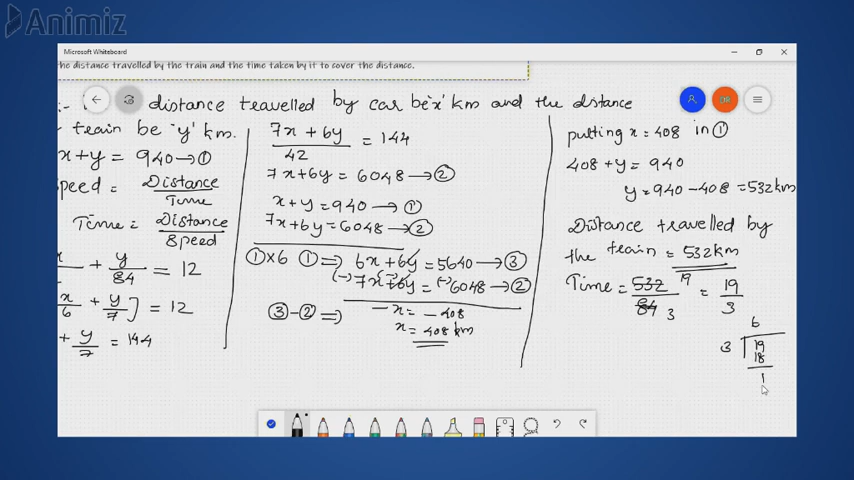 Animiz
Microsoft Whiteboard
the distance travelled by the train and the time taken by it to cover the distance.
distance travelled by car be 'x' km and the distance
train be 'y' km.
x+y = 940 → ①
speed = Distance/Time
Time = Distance/Speed
+ y/84 = 12
x/6 + y/7] = 12
+ y/7 = 144
7x + 6y/42 = 144
7x+6y = 6048 → ②
x+y = 940 → ①
7x+6y = 6048 → ②
①×6 ① ⇒ 6x+6y = 5640 → ③
(-) 7x+6y = (-) 6048 → ②
③-② ⇒ -x = -408
x = 408 km
putting x = 408 in ①
408 + y = 940
y = 940 - 408 = 532km
Distance travelled by
the train = 532km
Time = 532/84 19/3 = 19/3
6
3 19
18
1